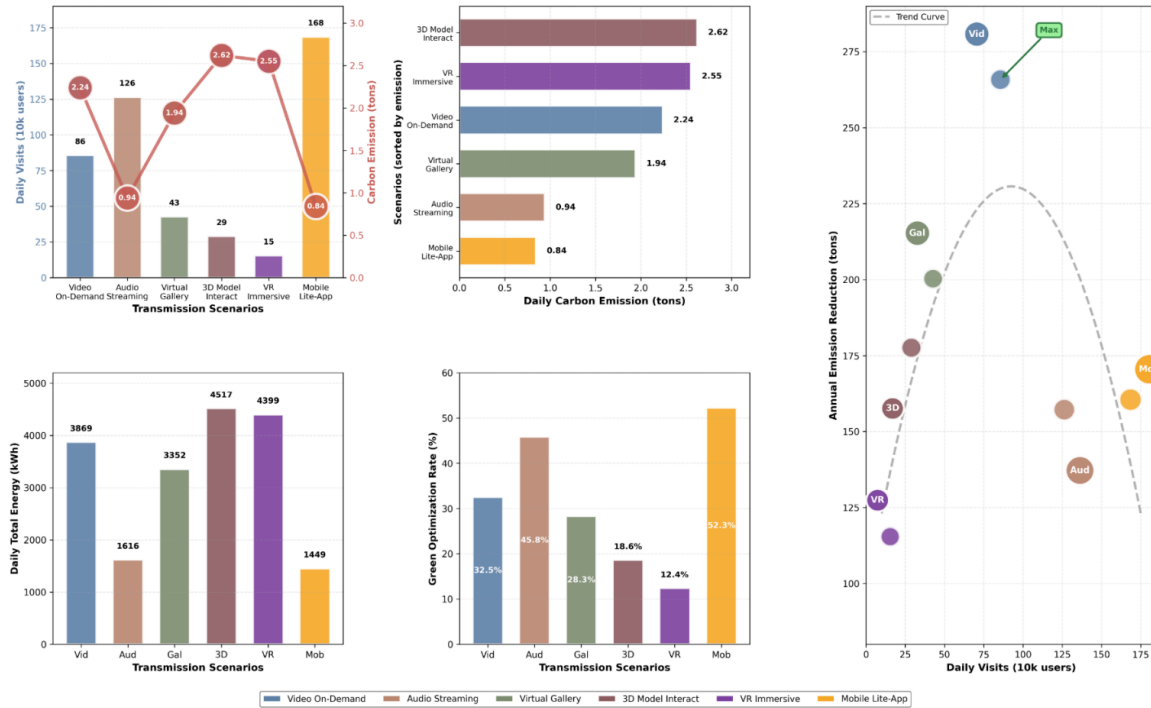 Daily Visits (10k users)
175
150
125
100
75
50
25
0
86
126
43
29
15
168
2.24
0.94
1.94
2.62
2.55
0.84
3.0
2.5
2.0
1.5
1.0
0.5
0.0
Carbon Emission (tons)
Video
On-Demand
Audio
Streaming
Virtual
Gallery
3D Model
Interact
VR
Immersive
Mobile
Lite-App
Transmission Scenarios
Scenarios (sorted by emission)
3D Model
Interact
2.62
VR
Immersive
2.55
Video
On-Demand
2.24
Virtual
Gallery
1.94
Audio
Streaming
0.94
Mobile
Lite-App
0.84
0.0
0.5
1.0
1.5
2.0
2.5
3.0
Daily Carbon Emission (tons)
Daily Total Energy (kWh)
5000
4000
3000
2000
1000
0
3869
1616
3352
4517
4399
1449
Vid
Aud
Gal
3D
VR
Mob
Transmission Scenarios
Green Optimization Rate (%)
60
50
40
30
20
10
0
32.5%
45.8%
28.3%
18.6%
12.4%
52.3%
Vid
Aud
Gal
3D
VR
Mob
Transmission Scenarios
Annual Emission Reduction (tons)
Trend Curve
275
250
225
200
175
150
125
100
Vid
Max
Gal
3D
Mo
Aud
VR
0
25
50
75
100
125
150
175
Daily Visits (10k users)
Video On-Demand
Audio Streaming
Virtual Gallery
3D Model Interact
VR Immersive
Mobile Lite-App